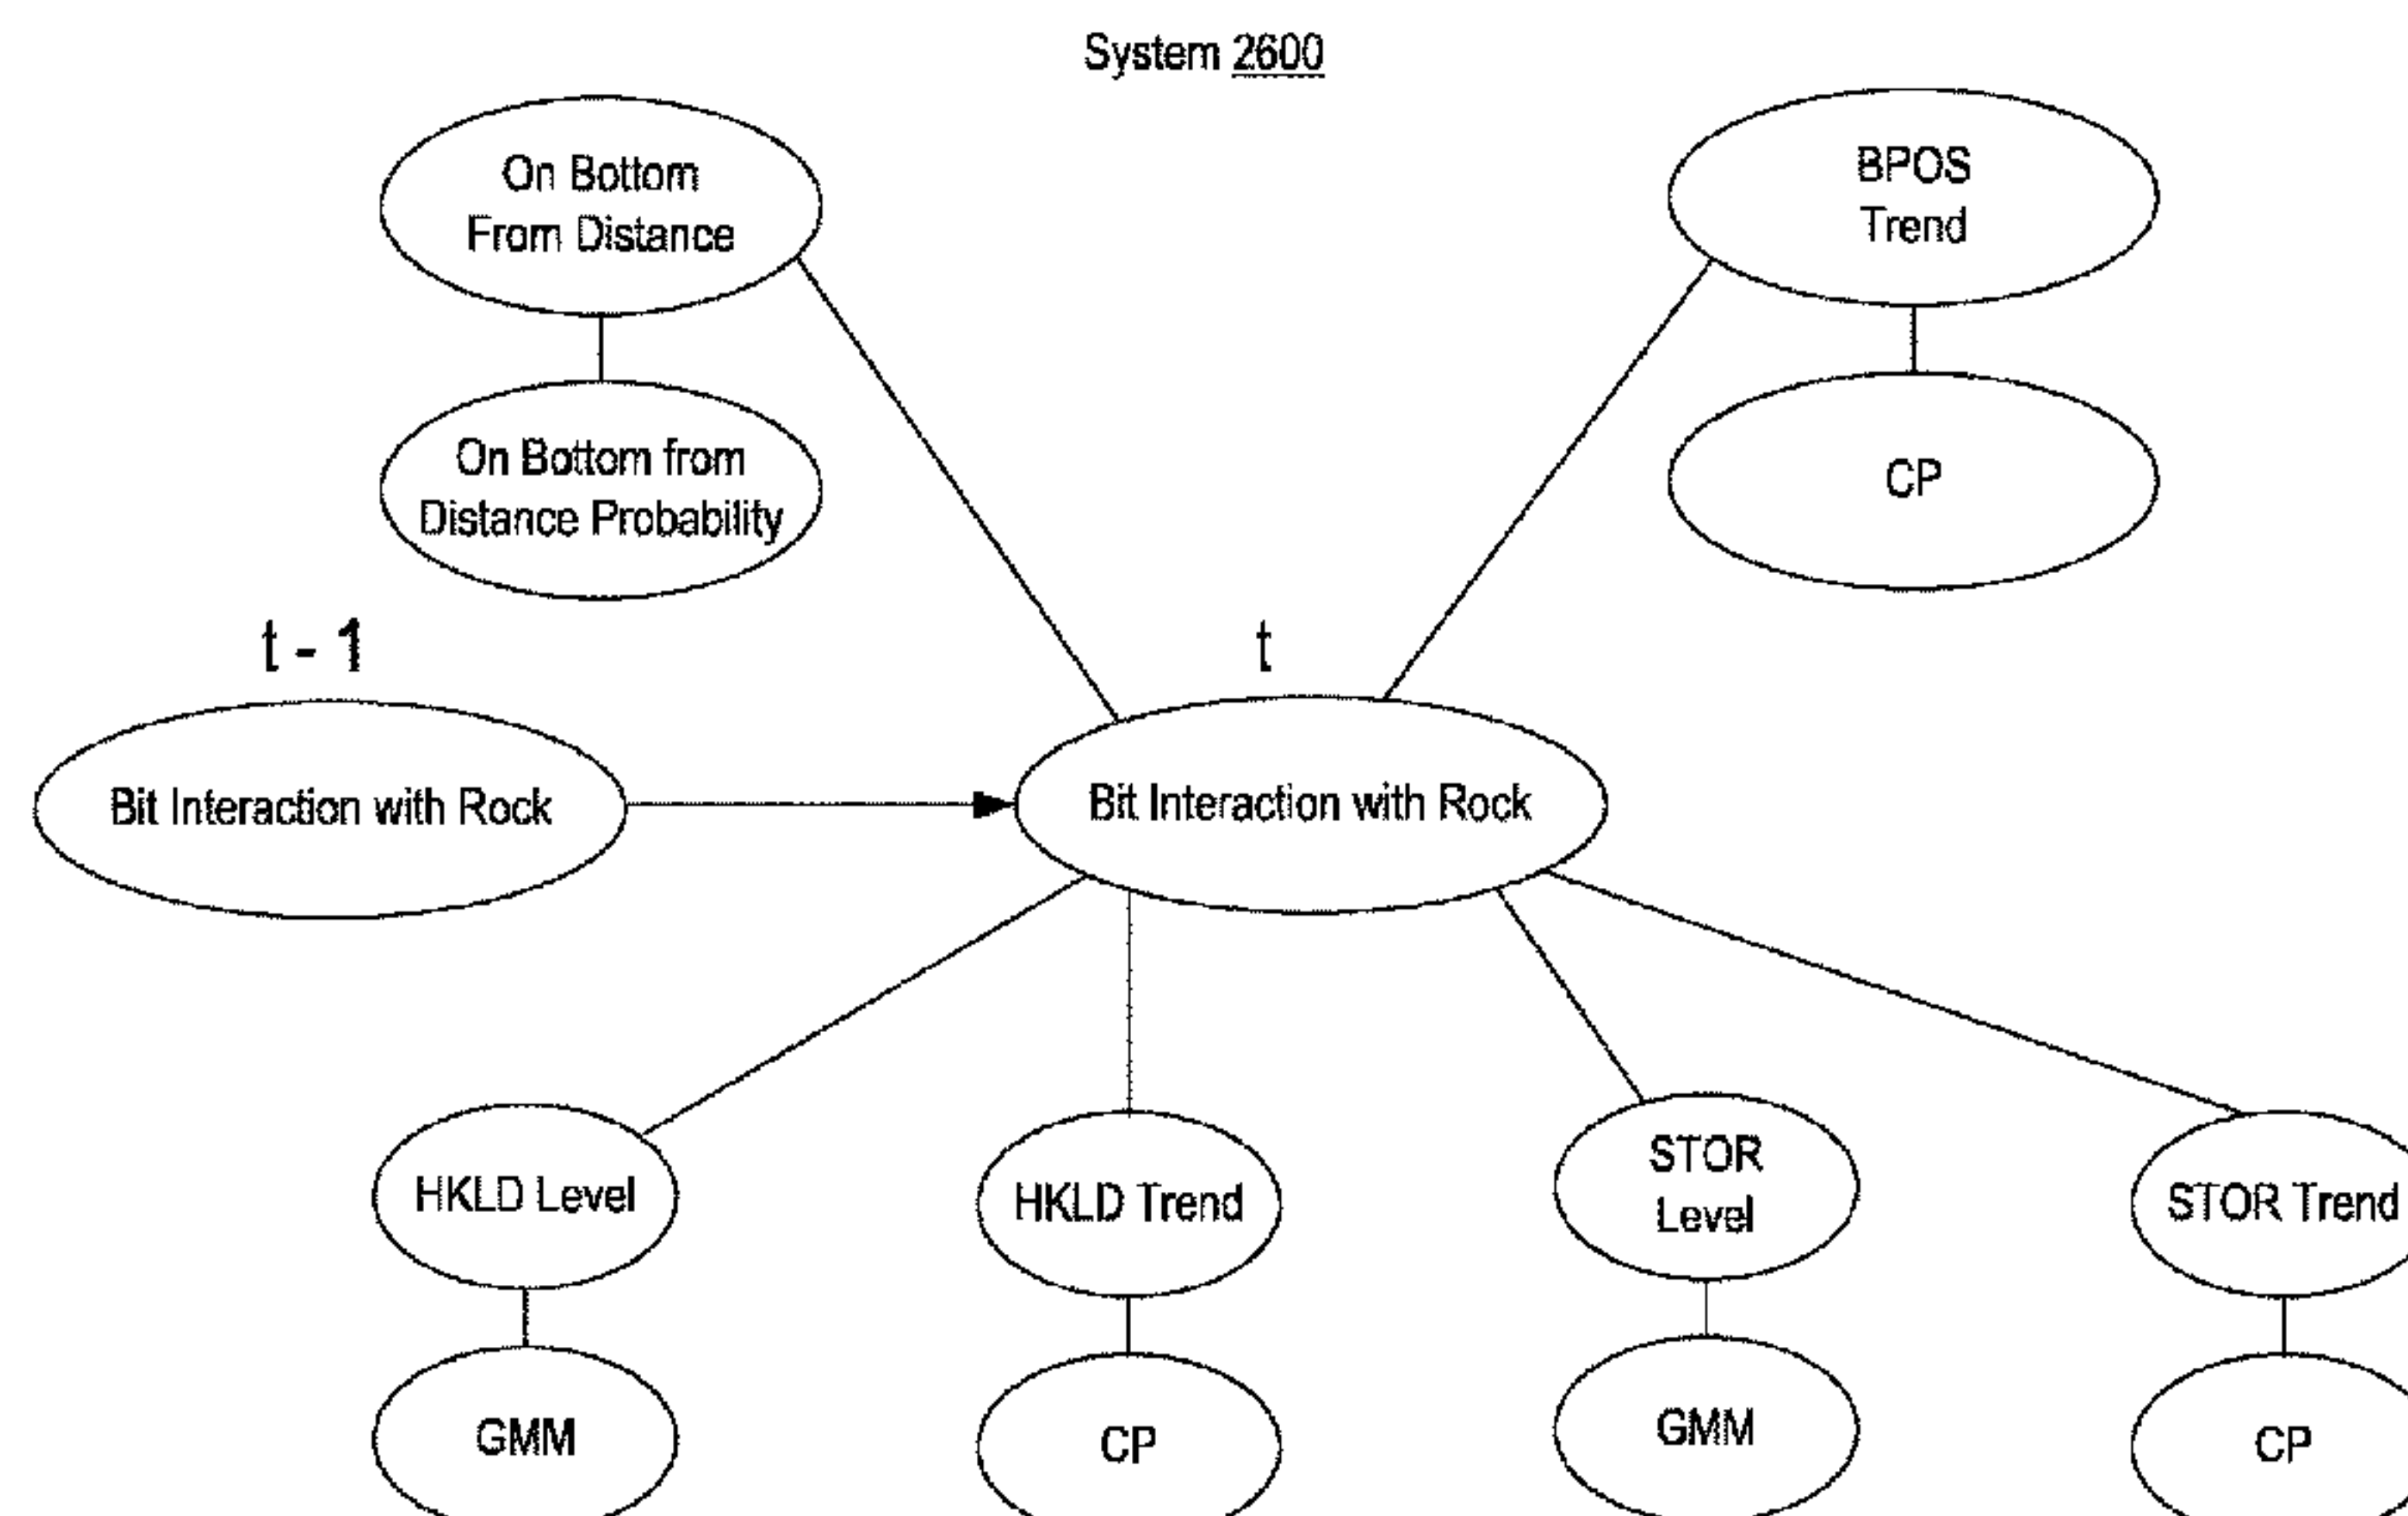 System 2600
On Bottom
From Distance
BPOS
Trend
On Bottom from
Distance Probability
CP
t - 1
t
Bit Interaction with Rock
Bit Interaction with Rock
HKLD Level
HKLD Trend
STOR
Level
STOR Trend
GMM
CP
GMM
CP